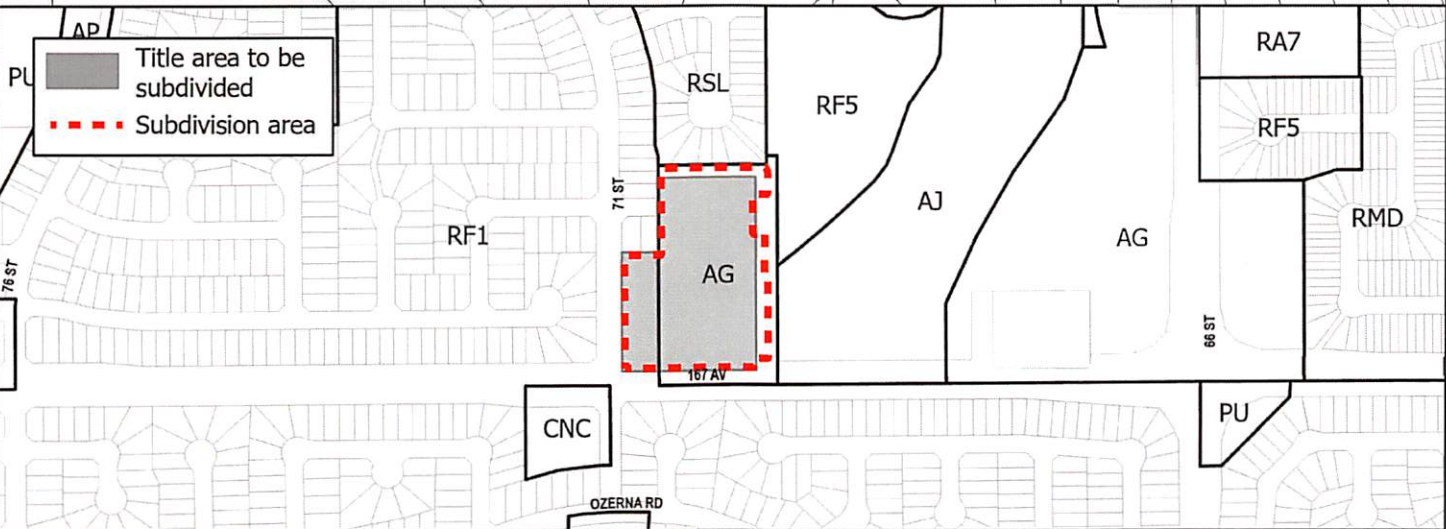 AP
PU
Title area to be
subdivided
Subdivision area
RSL
RF5
RA7
RF5
71 ST
AJ
RF1
AG
RMD
76 ST
AG
66 ST
167 AV
CNC
PU
OZERNA RD